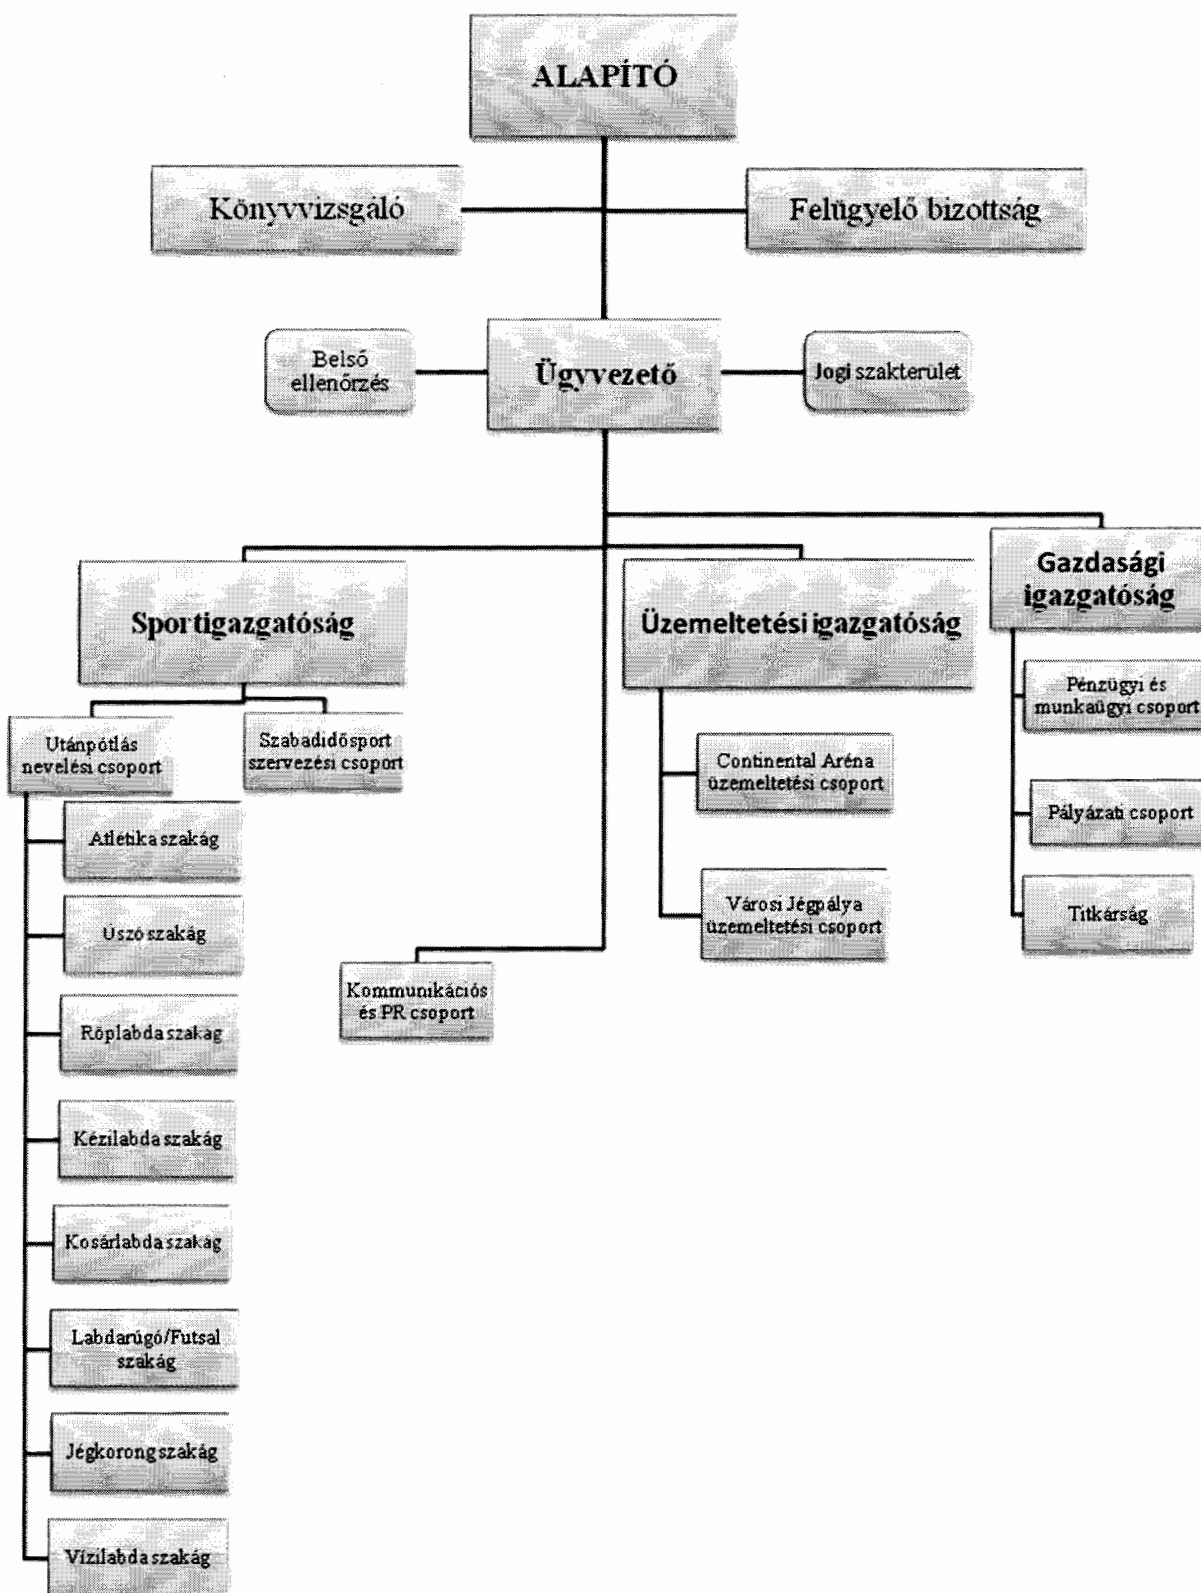 ALAPÍTÓ
Könyvvizsgáló
Felügyelő bizottság
Belső
ellenőrzés
Ügyvezető
Jogi szakterület
Sportigazgatóság
Üzemeltetési igazgatóság
Gazdasági
igazgatóság
Utánpótlás
nevelési csoport
Szabadidősport
szervezési csoport
Continental Aréna
üzemeltetési csoport
Pénzügyi és
munkaügyi csoport
Pályázati csoport
Atlétika szakág
Úszó szakág
Városi Jégpálya
üzemeltetési csoport
Titkárság
Kommunikációs
és PR csoport
Röplabda szakág
Kézilabda szakág
Kosárlabda szakág
Labdarúgó/Futsal
szakág
Jégkorong szakág
Vízilabda szakág